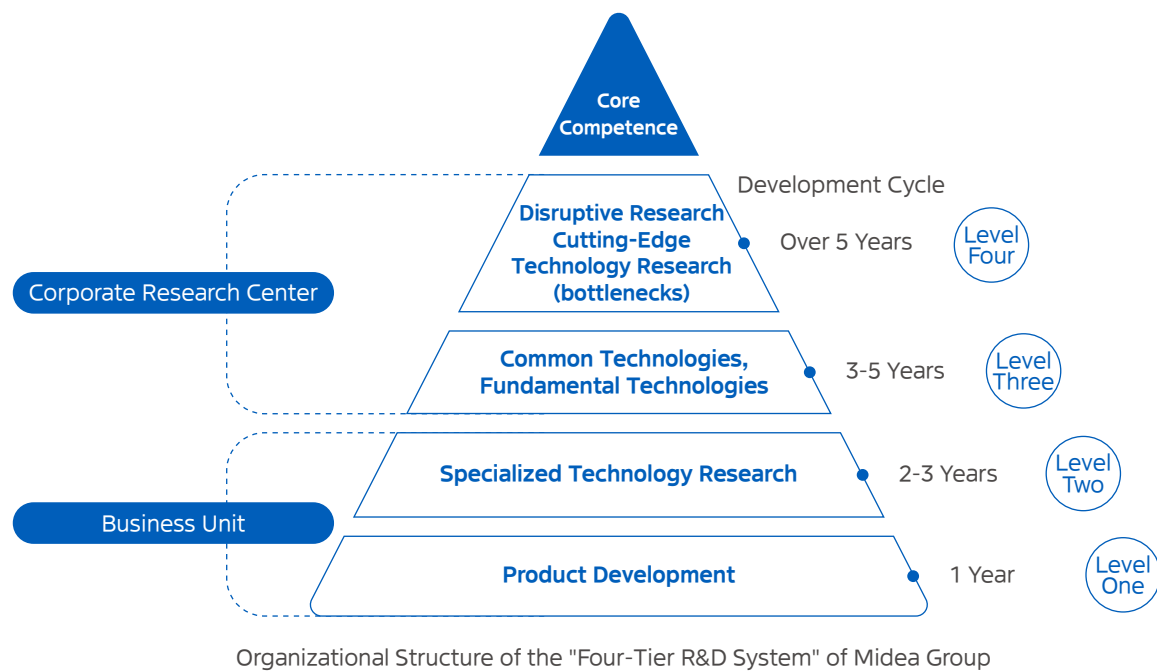 Core
Competence
Development Cycle
Disruptive Research
Cutting-Edge
Technology Research
(bottlenecks)
Over 5 Years
Level
Four
Corporate Research Center
Common Technologies,
Fundamental Technologies
3-5 Years
Level
Three
Specialized Technology Research
2-3 Years
Level
Two
Business Unit
Product Development
1 Year
Level
One
Organizational Structure of the "Four-Tier R&D System" of Midea Group